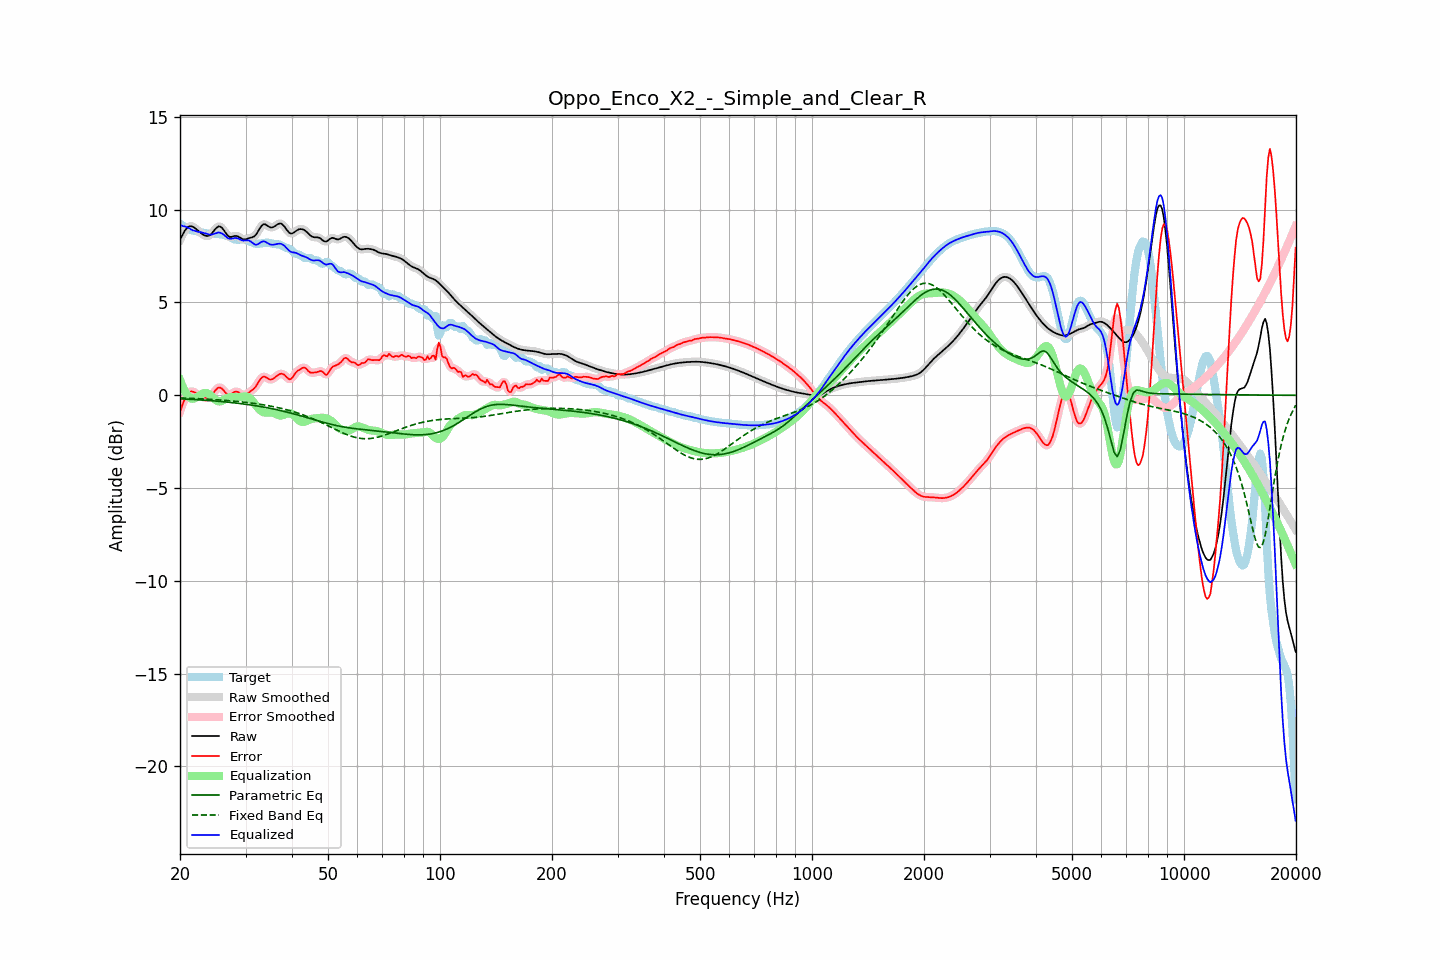 Oppo_Enco_X2_-_Simple_and_Clear_R
15
10
5
0
−5
−10
−15
−20
Amplitude (dBr)
Target
Raw Smoothed
Error Smoothed
Raw
Error
Equalization
Parametric Eq
Fixed Band Eq
Equalized
20 50 100 200 500 1000 2000 5000 10000 20000
Frequency (Hz)